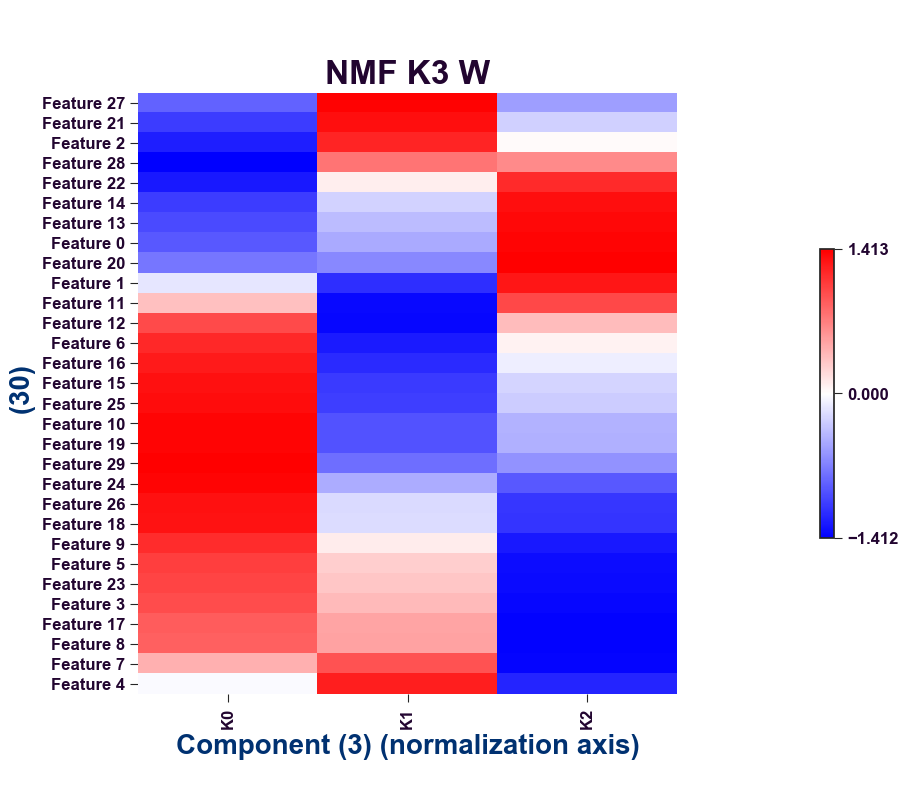 NMF K3 W
Feature 27
Feature 21
Feature 2
Feature 28
Feature 22
Feature 14
Feature 13
Feature 0
Feature 20
Feature 1
Feature 11
Feature 12
Feature 6
Feature 16
Feature 15
Feature 25
Feature 10
Feature 19
Feature 29
Feature 24
Feature 26
Feature 18
Feature 9
Feature 5
Feature 23
Feature 3
Feature 17
Feature 8
Feature 7
Feature 4
(30)
K0
K1
K2
Component (3) (normalization axis)
1.413
0.000
−1.412